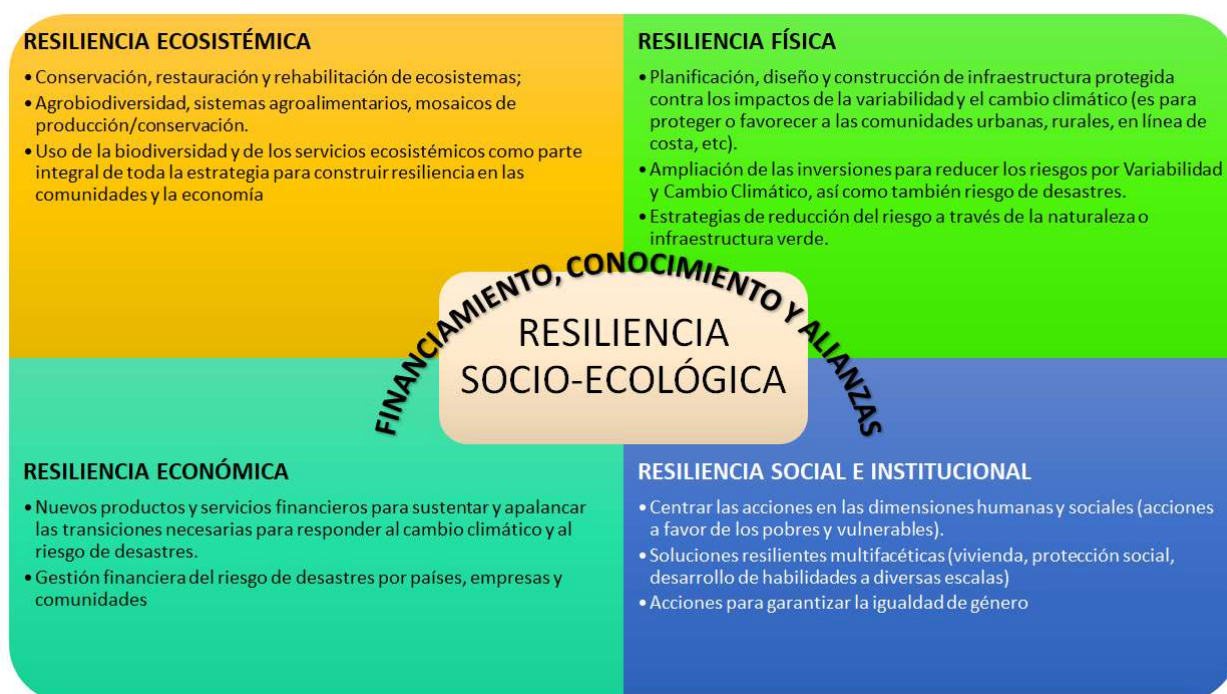 RESILIENCIA ECOSISTÉMICA
• Conservación, restauración y rehabilitación de ecosistemas;
• Agrobiodiversidad, sistemas agroalimentarios, mosaicos de
producción/conservación.
• Uso de la biodiversidad y de los servicios ecosistémicos como parte
integral de toda la estrategia para construir resiliencia en las
comunidades y la economía
RESILIENCIA FÍSICA
• Planificación, diseño y construcción de infraestructura protegida
contra los impactos de la variabilidad y el cambio climático (es para
proteger o favorecer a las comunidades urbanas, rurales, en línea de
costa, etc).
• Ampliación de las inversiones para reducer los riesgos por Variabilidad
y Cambio Climático, así como también riesgo de desastres.
• Estrategias de reducción del riesgo a través de la naturaleza o
infraestructura verde.
FINANCIAMIENTO, CONOCIMIENTO Y ALIANZAS
RESILIENCIA
SOCIO-ECOLÓGICA
RESILIENCIA ECONÓMICA
• Nuevos productos y servicios financieros para sustentar y apalancar
las transiciones necesarias para responder al cambio climático y al
riesgo de desastres.
• Gestión financiera del riesgo de desastres por países, empresas y
comunidades
RESILIENCIA SOCIAL E INSTITUCIONAL
• Centrar las acciones en las dimensiones humanas y sociales (acciones
a favor de los pobres y vulnerables).
• Soluciones resilientes multifacéticas (vivienda, protección social,
desarrollo de habilidades a diversas escalas)
• Acciones para garantizar la igualdad de género